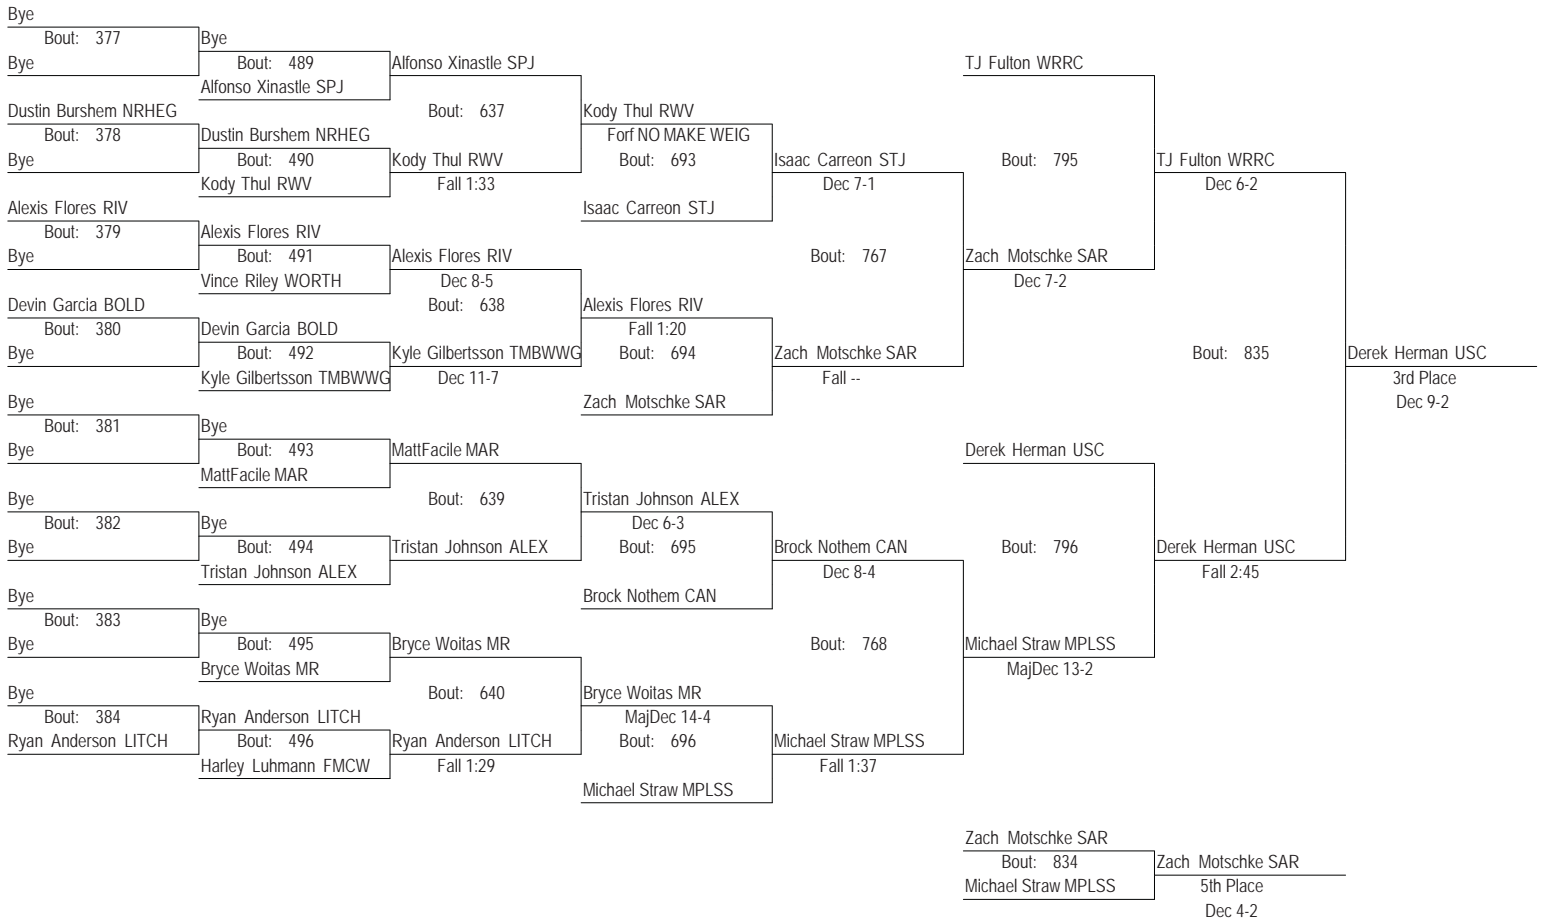 Bye
Bout: 377
Bye
Bye
Bout: 489
Alfonso Xinastle SPJ
Alfonso Xinastle SPJ
Dustin Burshem NRHEG
Bout: 378
Bye
Dustin Burshem NRHEG
Bout: 490
Kody Thul RWV
Bout: 637
Kody Thul RWV
Fall 1:33
Kody Thul RWV
Forf NO MAKE WEIG
Bout: 693
Isaac Carreon STJ
Isaac Carreon STJ
Dec 7-1
Alexis Flores RIV
Bout: 379
Bye
Alexis Flores RIV
Bout: 491
Vince Riley WORTH
Alexis Flores RIV
Dec 8-5
Bout: 638
Devin Garcia BOLD
Bout: 380
Bye
Devin Garcia BOLD
Bout: 492
Kyle Gilbertsson TMBWWG
Kyle Gilbertsson TMBWWG
Dec 11-7
Alexis Flores RIV
Fall 1:20
Bout: 694
Zach Motschke SAR
Zach Motschke SAR
Fall --
Bout: 767
TJ Fulton WRRC
Bout: 795
Zach Motschke SAR
Dec 7-2
TJ Fulton WRRC
Dec 6-2
Bye
Bout: 381
Bye
Bye
Bout: 493
MattFacile MAR
MattFacile MAR
Bout: 639
Bye
Bout: 382
Bye
Bye
Bout: 494
Tristan Johnson ALEX
Tristan Johnson ALEX
Tristan Johnson ALEX
Dec 6-3
Bout: 695
Brock Nothem CAN
Brock Nothem CAN
Dec 8-4
Bye
Bout: 383
Bye
Bye
Bout: 495
Bryce Woitas MR
Bryce Woitas MR
Bout: 640
Bye
Bout: 384
Ryan Anderson LITCH
Ryan Anderson LITCH
Bout: 496
Harley Luhmann FMCW
Ryan Anderson LITCH
Fall 1:29
Bryce Woitas MR
MajDec 14-4
Bout: 696
Michael Straw MPLSS
Michael Straw MPLSS
Fall 1:37
Bout: 768
Derek Herman USC
Bout: 796
Michael Straw MPLSS
MajDec 13-2
Derek Herman USC
Fall 2:45
Bout: 835
Derek Herman USC
3rd Place
Dec 9-2
Zach Motschke SAR
Bout: 834
Michael Straw MPLSS
Zach Motschke SAR
5th Place
Dec 4-2